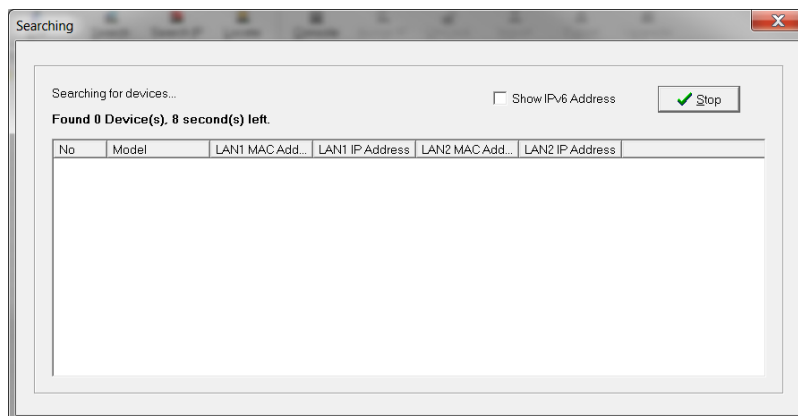 Searching
Searching for devices...
Show IPv6 Address
Stop
Found 0 Device(s), 8 second(s) left.
No Model LAN1 MAC Add... LAN1 IP Address LAN2 MAC Add... LAN2 IP Address